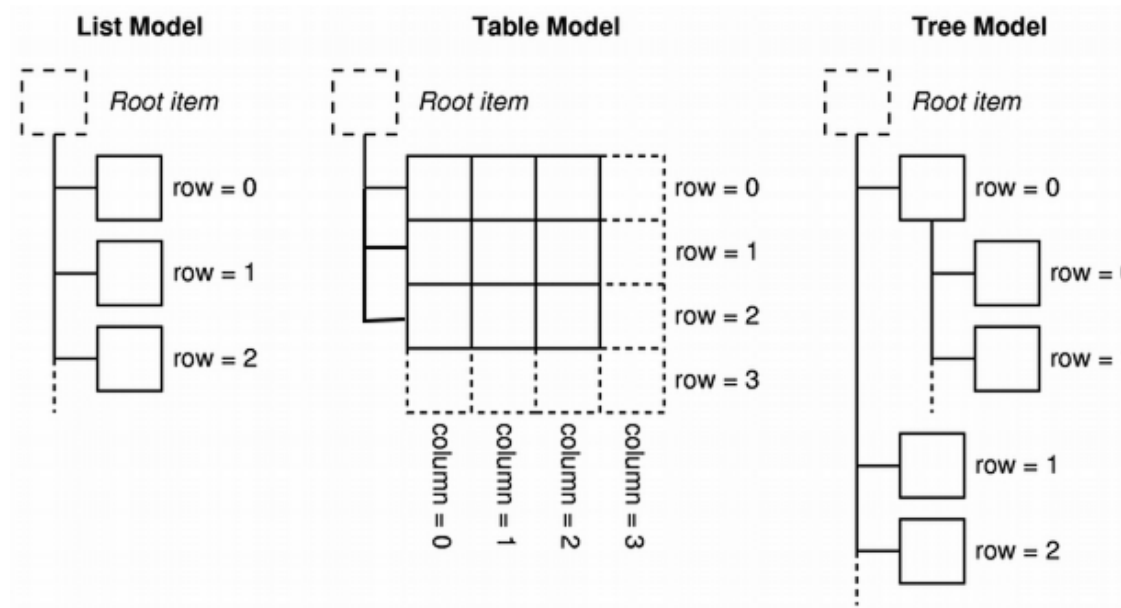 List Model
Root item
row = 0
row = 1
row = 2
Table Model
Root item
row = 0
row = 1
row = 2
row = 3
column = 0
column = 1
column = 2
column = 3
Tree Model
Root item
row = 0
row =
row =
row = 1
row = 2